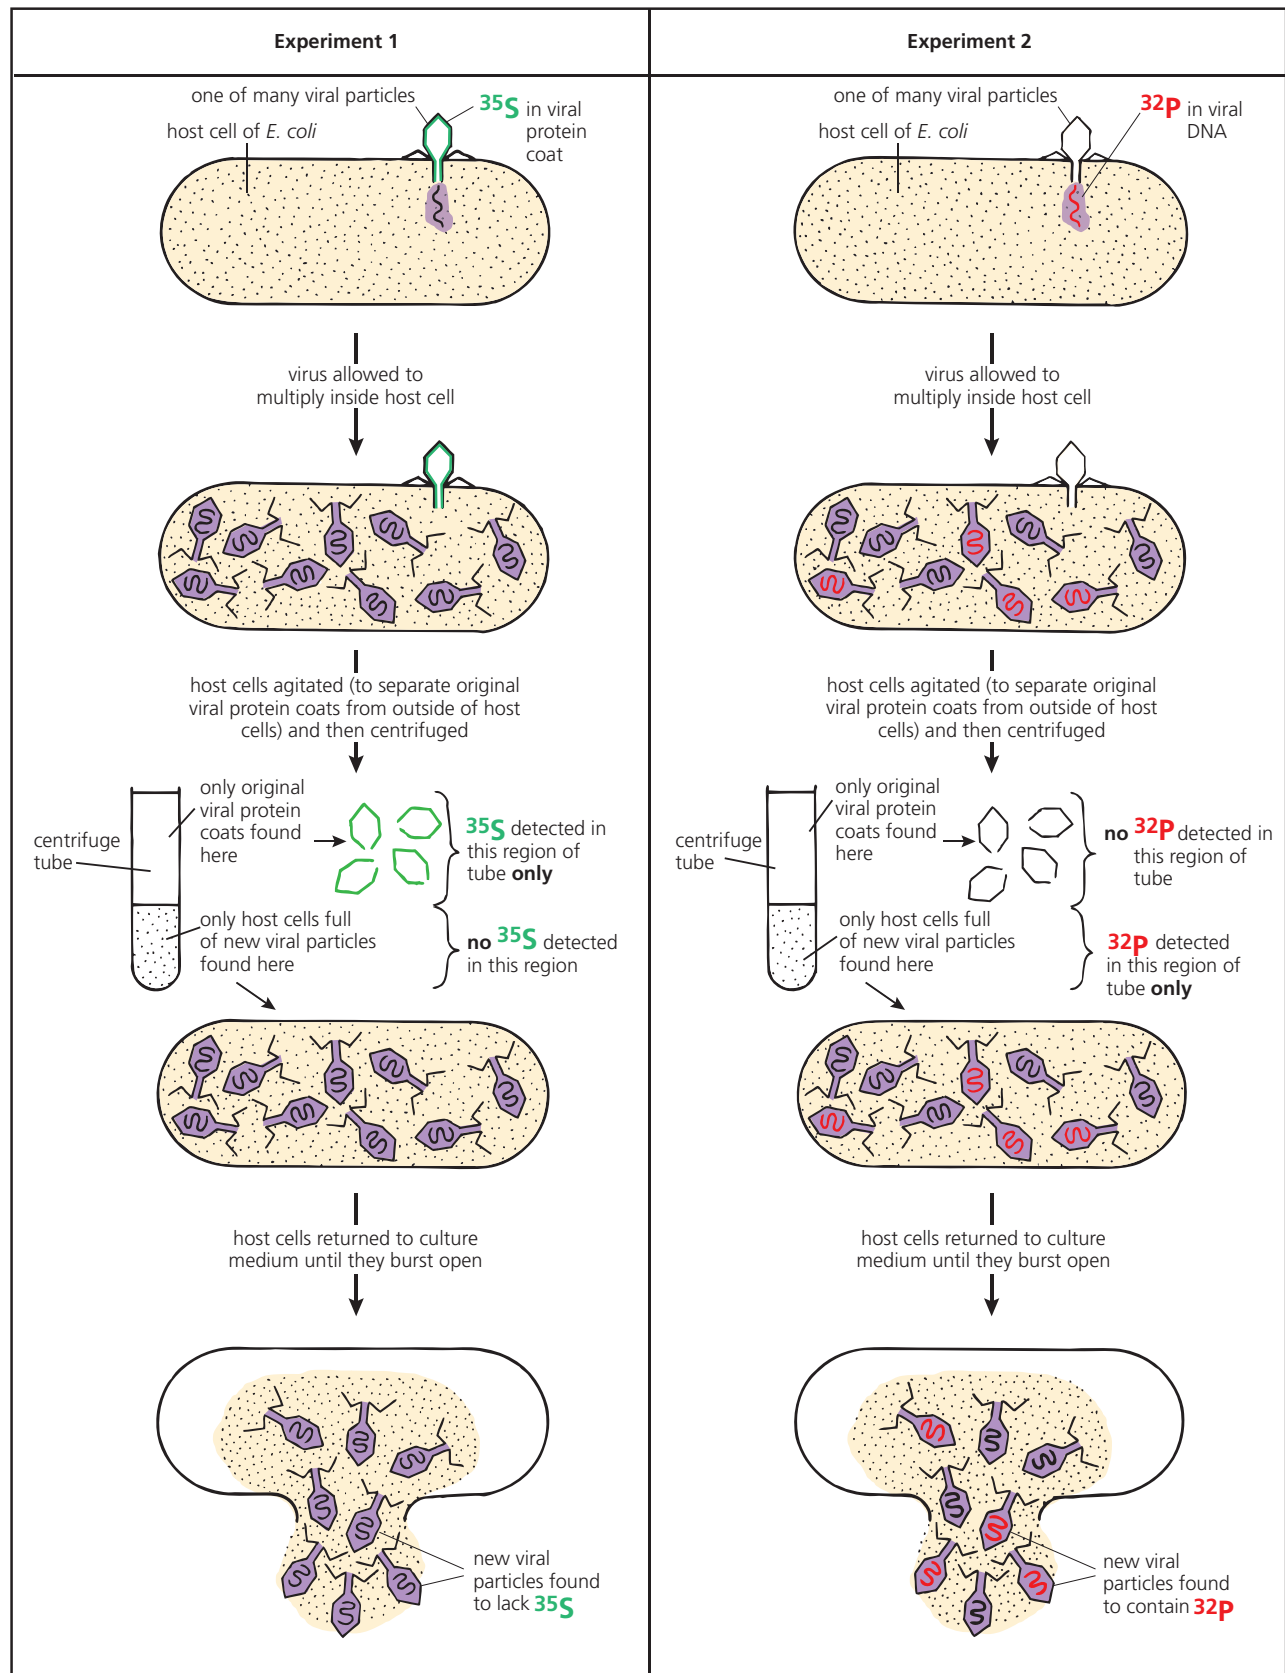 Experiment 1
one of many viral particles
host cell of E. coli
35S in viral
protein
coat
virus allowed to
multiply inside host cell
host cells agitated (to separate original
viral protein coats from outside of host
cells) and then centrifuged
centrifuge
tube
only original
viral protein
coats found
here
35S detected in
this region of
tube only
only host cells full
of new viral particles
found here
no 35S detected
in this region
host cells returned to culture
medium until they burst open
new viral
particles found
to lack 35S
Experiment 2
one of many viral particles
host cell of E. coli
32P in viral
DNA
virus allowed to
multiply inside host cell
host cells agitated (to separate original
viral protein coats from outside of host
cells) and then centrifuged
centrifuge
tube
only original
viral protein
coats found
here
no 32P detected in
this region of
tube
only host cells full
of new viral particles
found here
32P detected
in this region of
tube only
host cells returned to culture
medium until they burst open
new viral
particles found
to contain 32P